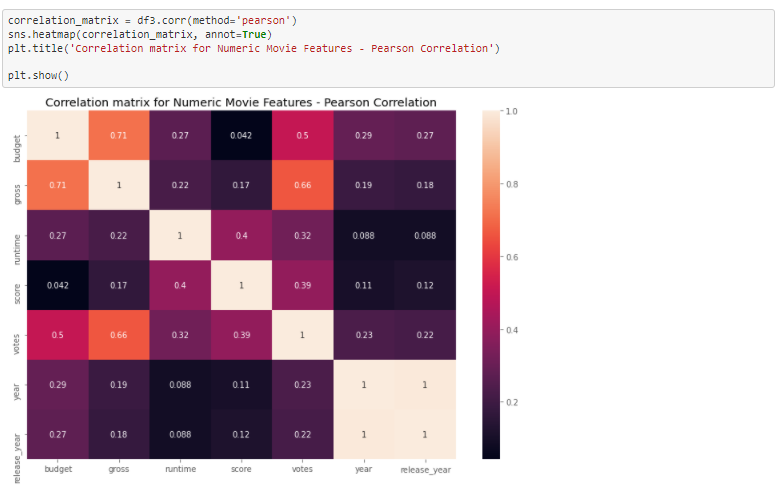 correlation_matrix = df3.corr(method='pearson')
sns.heatmap(correlation_matrix, annot=True)
plt.title('Correlation matrix for Numeric Movie Features - Pearson Correlation')
plt.show()
Correlation matrix for Numeric Movie Features - Pearson Correlation
budget 1 0.71 0.27 0.042 0.5 0.29 0.27
gross 0.71 1 0.22 0.17 0.66 0.19 0.18
runtime 0.27 0.22 1 0.4 0.32 0.088 0.088
score 0.042 0.17 0.4 1 0.39 0.11 0.12
votes 0.5 0.66 0.32 0.39 1 0.23 0.22
year 0.29 0.19 0.088 0.11 0.23 1 1
release_year 0.27 0.18 0.088 0.12 0.22 1 1
budget gross runtime score votes year release_year
1.0
0.8
0.6
0.4
0.2